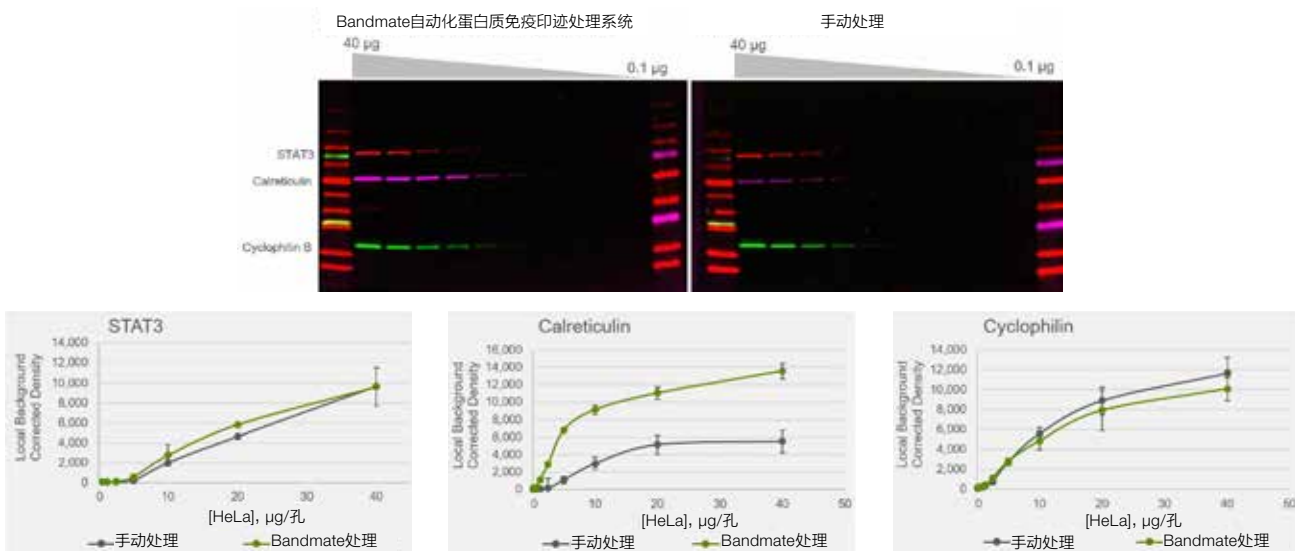 Bandmate自动化蛋白质免疫印迹处理系统
手动处理
40 µg
0.1 µg
40 µg
0.1 µg
STAT3
Calreticulin
Cyclophilin B
STAT3
Local Background
Corrected Density
14,000
12,000
10,000
8,000
6,000
4,000
2,000
0
0
10
20
30
40
[HeLa], µg/孔
手动处理
Bandmate处理
Calreticulin
Local Background
Corrected Density
16,000
14,000
12,000
10,000
8,000
6,000
4,000
2,000
0
0
10
20
30
40
50
[HeLa], µg/孔
手动处理
Bandmate处理
Cyclophilin
Local Background
Corrected Density
14,000
12,000
10,000
8,000
6,000
4,000
2,000
0
0
10
20
30
40
50
[HeLa], µg/孔
手动处理
Bandmate处理